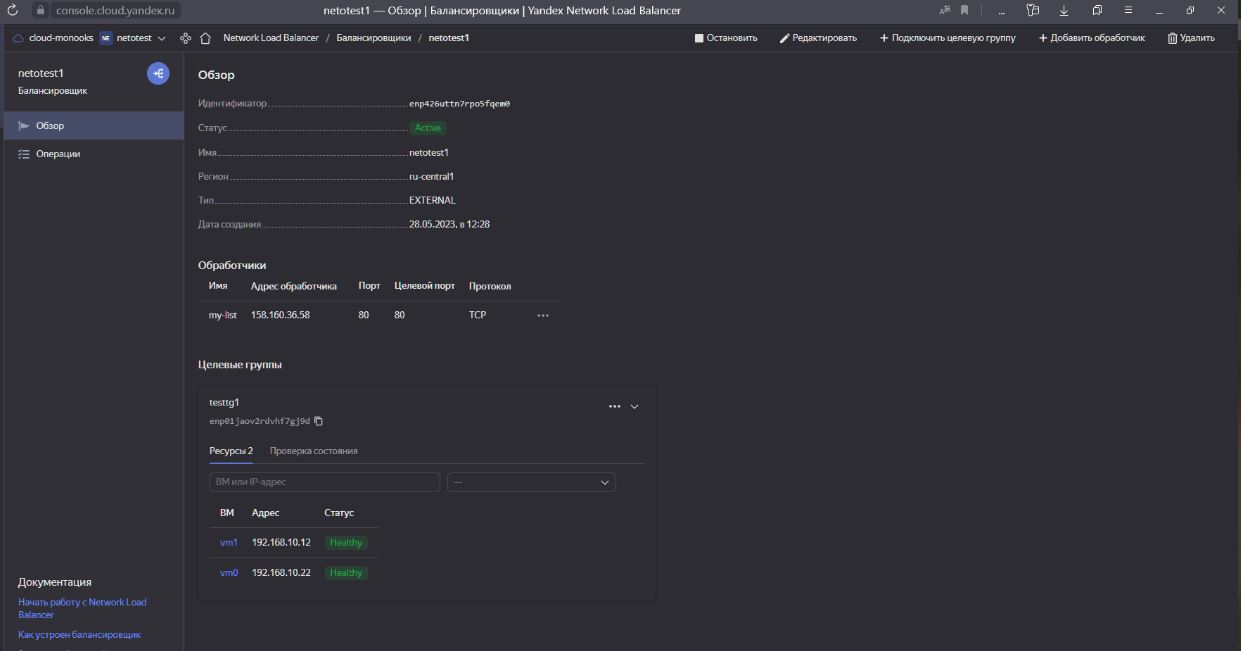 console.cloud.yandex.ru
netotest1 — Обзор | Балансировщики | Yandex Network Load Balancer
cloud-monooks NE netotest
Network Load Balancer / Балансировщики / netotest1
Остановить
Редактировать
+ Подключить целевую группу
+ Добавить обработчик
Удалить
netotest1
Балансировщик
Обзор
Операции
Обзор
Идентификатор enp426uttn7rpo5fqem0
Статус Active
Имя netotest1
Регион ru-central1
Тип EXTERNAL
Дата создания 28.05.2023, в 12:28
Обработчики
Имя Адрес обработчика Порт Целевой порт Протокол
my-list 158.160.36.58 80 80 TCP
Целевые группы
testtg1
enp01jaov2rdvhf7gj9d
Ресурсы 2 Проверка состояния
ВМ или IP-адрес —
ВМ Адрес Статус
vm1 192.168.10.12 Healthy
vm0 192.168.10.22 Healthy
Документация
Начать работу с Network Load
Balancer
Как устроен балансировщик